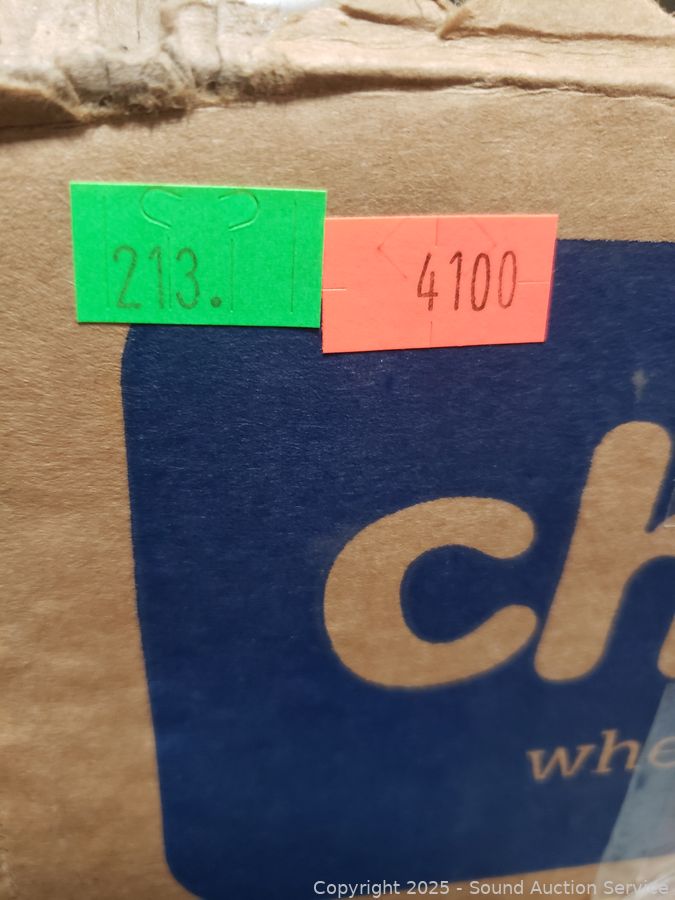 213.
4100
ch
whe
Copyright 2025 - Sound Auction Service